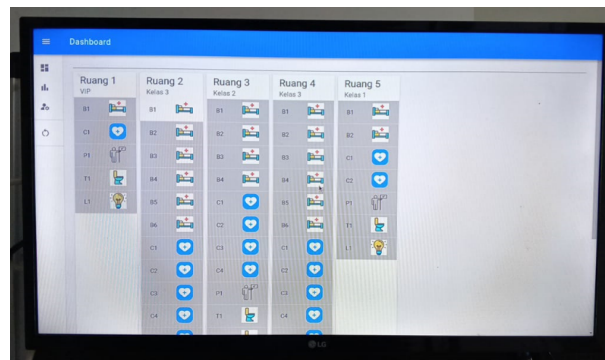 Dashboard
Ruang 1
VIP
B1
C1
P1
T1
L1
Ruang 2
Kelas 3
B1
B2
B3
B4
B5
B6
C1
C2
C3
C4
Ruang 3
Kelas 2
B1
B2
B3
B4
C1
C2
C3
C4
P1
T1
Ruang 4
Kelas 3
B1
B2
B3
B4
B5
B6
C1
C2
C3
C4
Ruang 5
Kelas 1
B1
B2
C1
C2
P1
T1
L1
LG